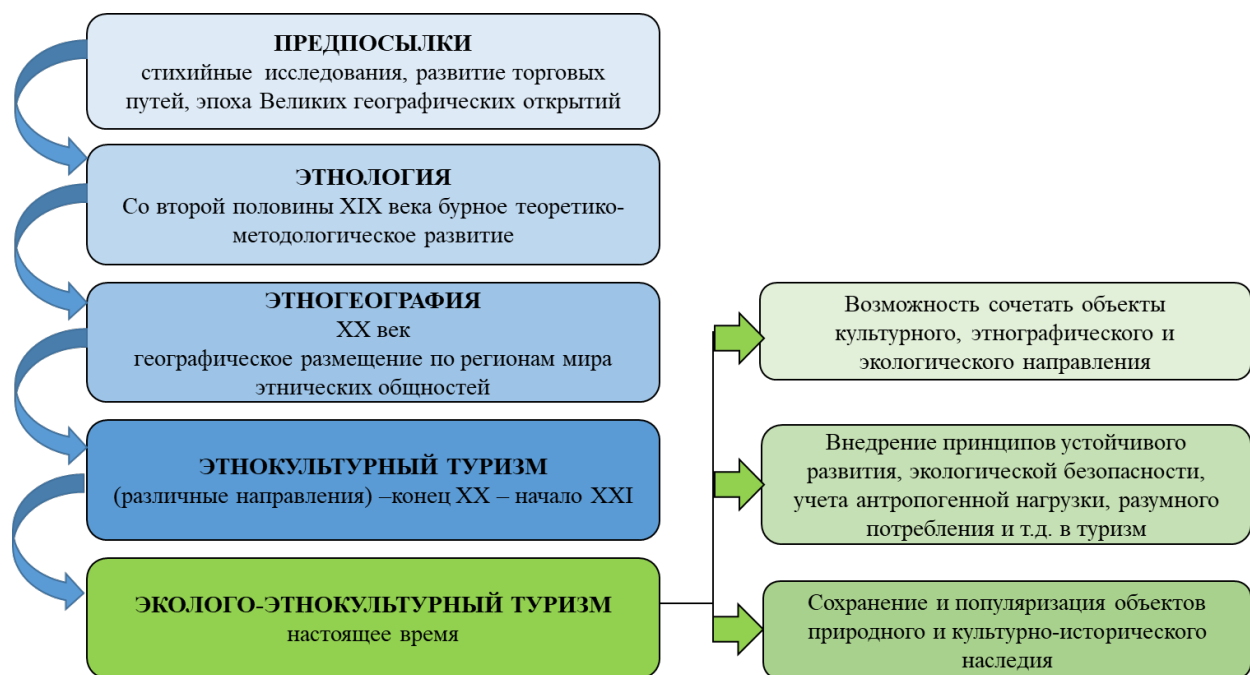 ПРЕДПОСЫЛКИ
стихийные исследования, развитие торговых
путей, эпоха Великих географических открытий
ЭТНОЛОГИЯ
Со второй половины XIX века бурное теоретико-
методологическое развитие
ЭТНОГЕОГРАФИЯ
XX век
географическое размещение по регионам мира
этнических общностей
ЭТНОКУЛЬТУРНЫЙ ТУРИЗМ
(различные направления) –конец XX – начало XXI
ЭКОЛОГО-ЭТНОКУЛЬТУРНЫЙ ТУРИЗМ
настоящее время
Возможность сочетать объекты
культурного, этнографического и
экологического направления
Внедрение принципов устойчивого
развития, экологической безопасности,
учета антропогенной нагрузки, разумного
потребления и т.д. в туризм
Сохранение и популяризация объектов
природного и культурно-исторического
наследия